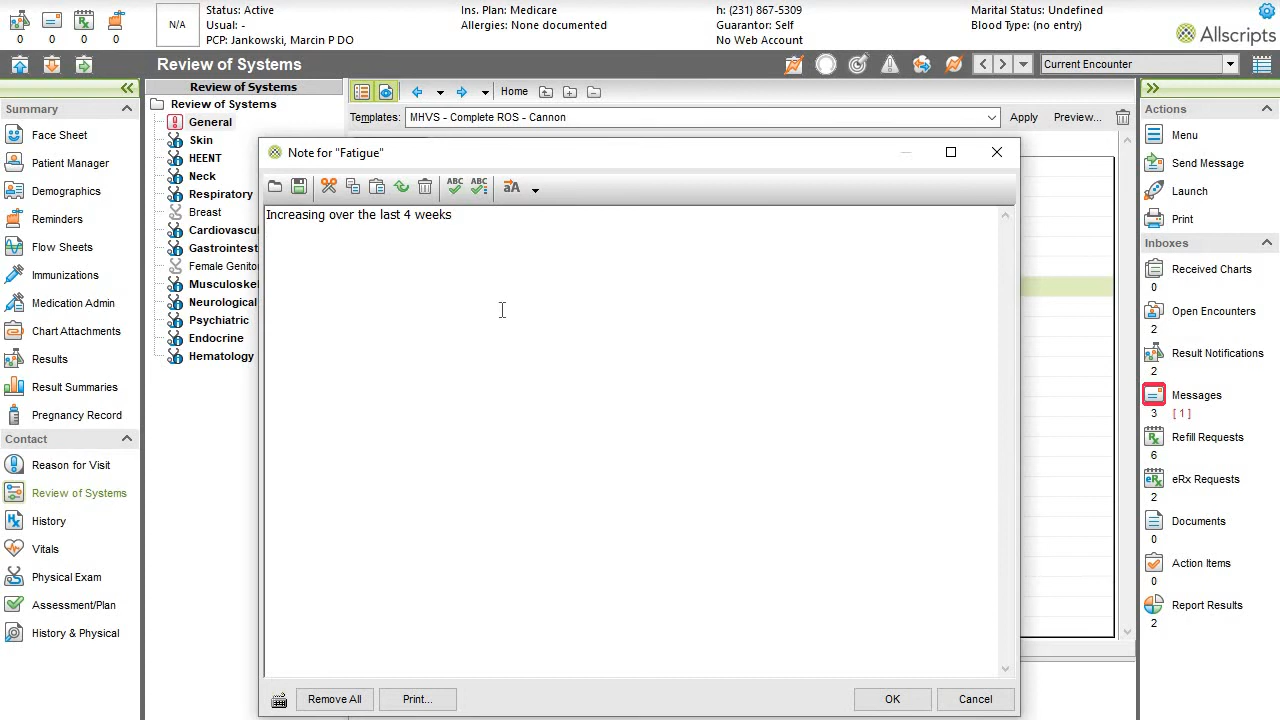 0
0
0
0
N/A
Status: Active
Usual: -
PCP: Jankowski, Marcin P DO
Ins. Plan: Medicare
Allergies: None documented
h: (231) 867-5309
Guarantor: Self
No Web Account
Marital Status: Undefined
Blood Type: (no entry)
Allscripts
Review of Systems
Current Encounter
Summary
Face Sheet
Patient Manager
Demographics
Reminders
Flow Sheets
Immunizations
Medication Admin
Chart Attachments
Results
Result Summaries
Pregnancy Record
Contact
Reason for Visit
Review of Systems
History
Vitals
Physical Exam
Assessment/Plan
History & Physical
Review of Systems
Review of Systems
General
Skin
HEENT
Neck
Respiratory
Breast
Cardiovascul
Gastrointest
Female Genito
Musculoskel
Neurological
Psychiatric
Endocrine
Hematology
Home
Templates: MHVS - Complete ROS - Cannon
Apply
Preview...
Note for "Fatigue"
ABC
ABC
aA
Increasing over the last 4 weeks
Remove All
Print...
OK
Cancel
Actions
Menu
Send Message
Launch
Print
Inboxes
Received Charts
0
Open Encounters
2
Result Notifications
2
Messages
3 [ 1 ]
Refill Requests
6
eRx Requests
2
Documents
0
Action Items
0
Report Results
2